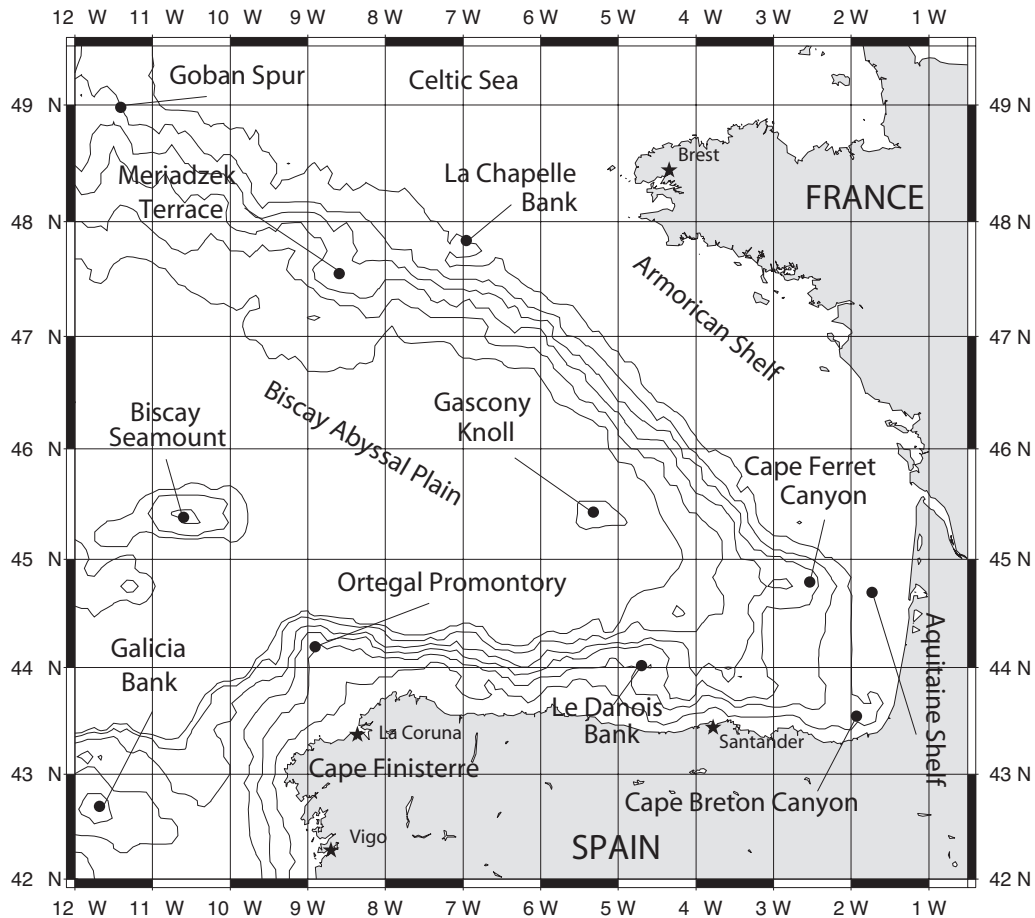 12 W 11 W 10 W 9 W 8 W 7 W 6 W 5 W 4 W 3 W 2 W 1 W
Goban Spur
Celtic Sea
49 N 49 N
Brest
Meriadzek
Terrace
La Chapelle
Bank
FRANCE
48 N 48 N
Armorican Shelf
47 N 47 N
Biscay
Seamount
Biscay Abyssal Plain
Gascony
Knoll
46 N 46 N
Cape Ferret
Canyon
45 N 45 N
Ortegal Promontory
Galicia
Bank
44 N 44 N
Aquitaine Shelf
Le Danois
Bank
La Coruna
Santander
Cape Finisterre
43 N 43 N
Cape Breton Canyon
Vigo
SPAIN
42 N 42 N
12 W 11 W 10 W 9 W 8 W 7 W 6 W 5 W 4 W 3 W 2 W 1 W